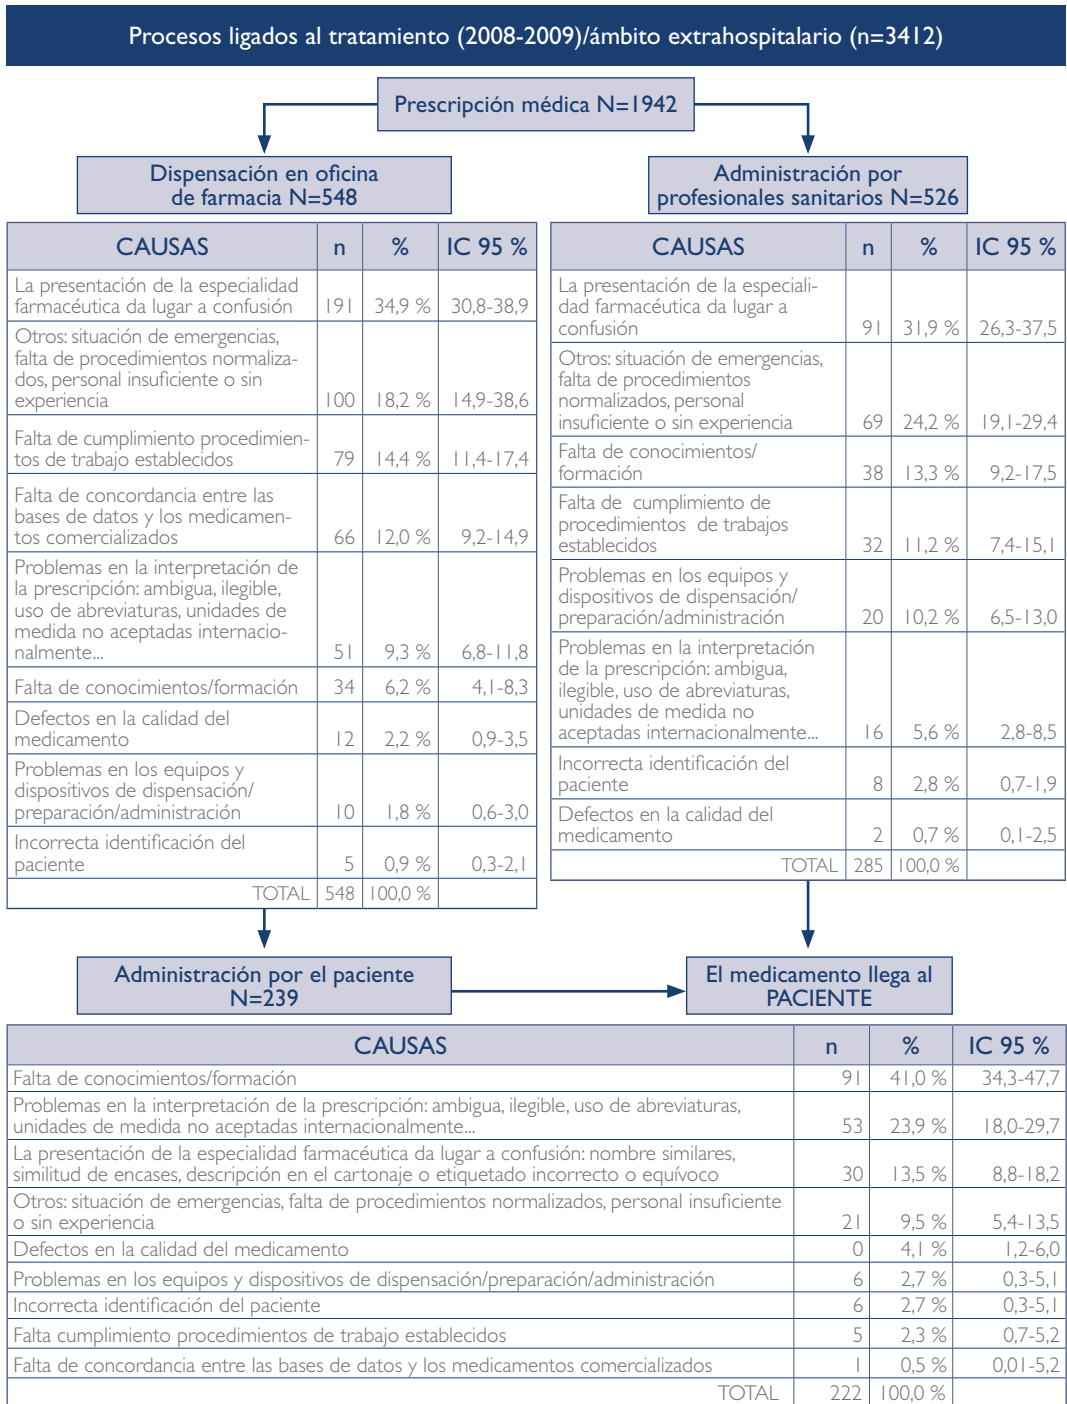 Procesos ligados al tratamiento (2008-2009)/ámbito extrahospitalario (n=3412)
Prescripción médica N=1942
Dispensación en oficina
de farmacia N=548
CAUSAS n % IC 95 %
La presentación de la especialidad
farmacéutica da lugar a confusión 191 34,9 % 30,8-38,9
Otros: situación de emergencias,
falta de procedimientos normaliza-
dos, personal insuficiente o sin
experiencia 100 18,2 % 14,9-38,6
Falta de cumplimiento procedimien-
tos de trabajo establecidos 79 14,4 % 11,4-17,4
Falta de concordancia entre las
bases de datos y los medicamen-
tos comercializados 66 12,0 % 9,2-14,9
Problemas en la interpretación de
la prescripción: ambigua, ilegible,
uso de abreviaturas, unidades de
medida no aceptadas internacio-
nalmente... 51 9,3 % 6,8-11,8
Falta de conocimientos/formación 34 6,2 % 4,1-8,3
Defectos en la calidad del
medicamento 12 2,2 % 0,9-3,5
Problemas en los equipos y
dispositivos de dispensación/
preparación/administración 10 1,8 % 0,6-3,0
Incorrecta identificación del
paciente 5 0,9 % 0,3-2,1
TOTAL 548 100,0 %
Administración por
profesionales sanitarios N=526
CAUSAS n % IC 95 %
La presentación de la especiali-
dad farmacéutica da lugar a
confusión 91 31,9 % 26,3-37,5
Otros: situación de emergencias,
falta de procedimientos
normalizados, personal
insuficiente o sin experiencia 69 24,2 % 19,1-29,4
Falta de conocimientos/
formación 38 13,3 % 9,2-17,5
Falta de cumplimiento de
procedimientos de trabajos
establecidos 32 11,2 % 7,4-15,1
Problemas en los equipos y
dispositivos de dispensación/
preparación/administración 20 10,2 % 6,5-13,0
Problemas en la interpretación
de la prescripción: ambigua,
ilegible, uso de abreviaturas,
unidades de medida no
aceptadas internacionalmente... 16 5,6 % 2,8-8,5
Incorrecta identificación del
paciente 8 2,8 % 0,7-1,9
Defectos en la calidad del
medicamento 2 0,7 % 0,1-2,5
TOTAL 285 100,0 %
Administración por el paciente
N=239
El medicamento llega al
PACIENTE
CAUSAS n % IC 95 %
Falta de conocimientos/formación 91 41,0 % 34,3-47,7
Problemas en la interpretación de la prescripción: ambigua, ilegible, uso de abreviaturas,
unidades de medida no aceptadas internacionalmente... 53 23,9 % 18,0-29,7
La presentación de la especialidad farmacéutica da lugar a confusión: nombre similares,
similitud de encases, descripción en el cartonaje o etiquetado incorrecto o equívoco 30 13,5 % 8,8-18,2
Otros: situación de emergencias, falta de procedimientos normalizados, personal insuficiente
o sin experiencia 21 9,5 % 5,4-13,5
Defectos en la calidad del medicamento 0 4,1 % 1,2-6,0
Problemas en los equipos y dispositivos de dispensación/preparación/administración 6 2,7 % 0,3-5,1
Incorrecta identificación del paciente 6 2,7 % 0,3-5,1
Falta cumplimiento procedimientos de trabajo establecidos 5 2,3 % 0,7-5,2
Falta de concordancia entre las bases de datos y los medicamentos comercializados 1 0,5 % 0,01-5,2
TOTAL 222 100,0 %